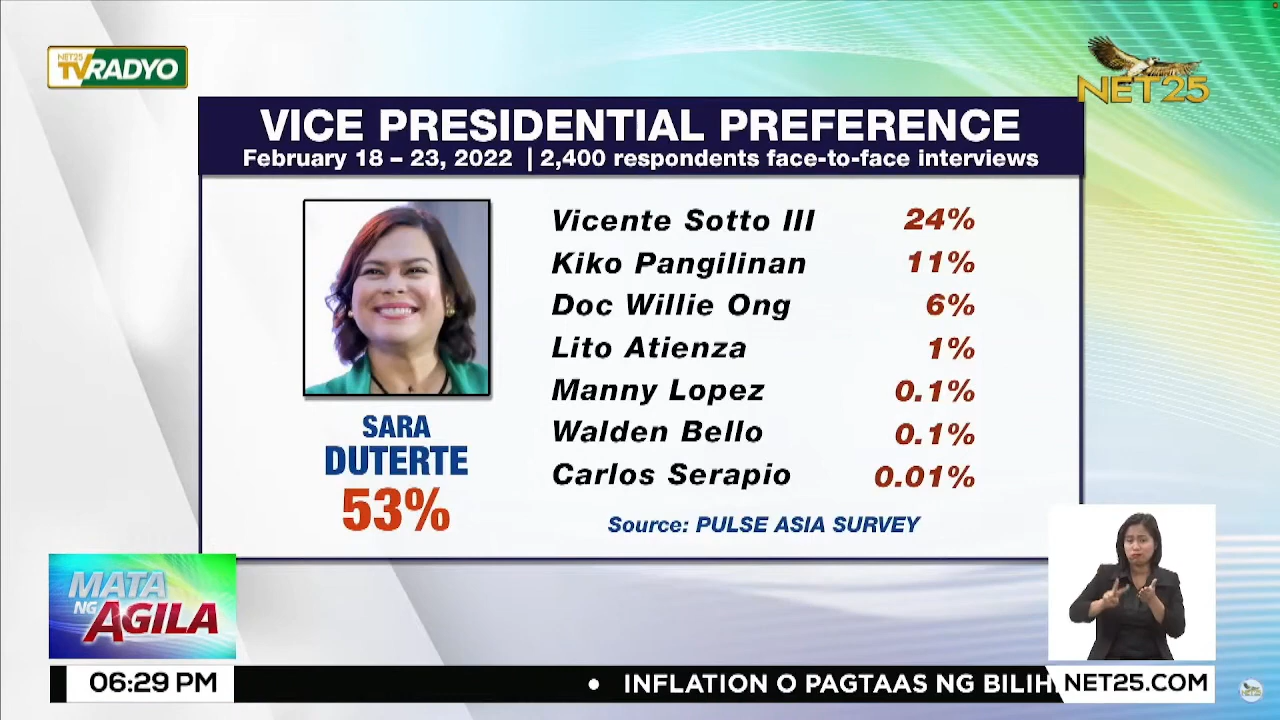 NET25
TVRADYO
NET25
VICE PRESIDENTIAL PREFERENCE
February 18 – 23, 2022 | 2,400 respondents face-to-face interviews
Vicente Sotto III 24%
Kiko Pangilinan 11%
Doc Willie Ong 6%
Lito Atienza 1%
Manny Lopez 0.1%
Walden Bello 0.1%
Carlos Serapio 0.01%
SARA
DUTERTE
53%
Source: PULSE ASIA SURVEY
MATA
NG
AGILA
06:29 PM
• INFLATION O PAGTAAS NG BILIH
NET25.COM
NET25